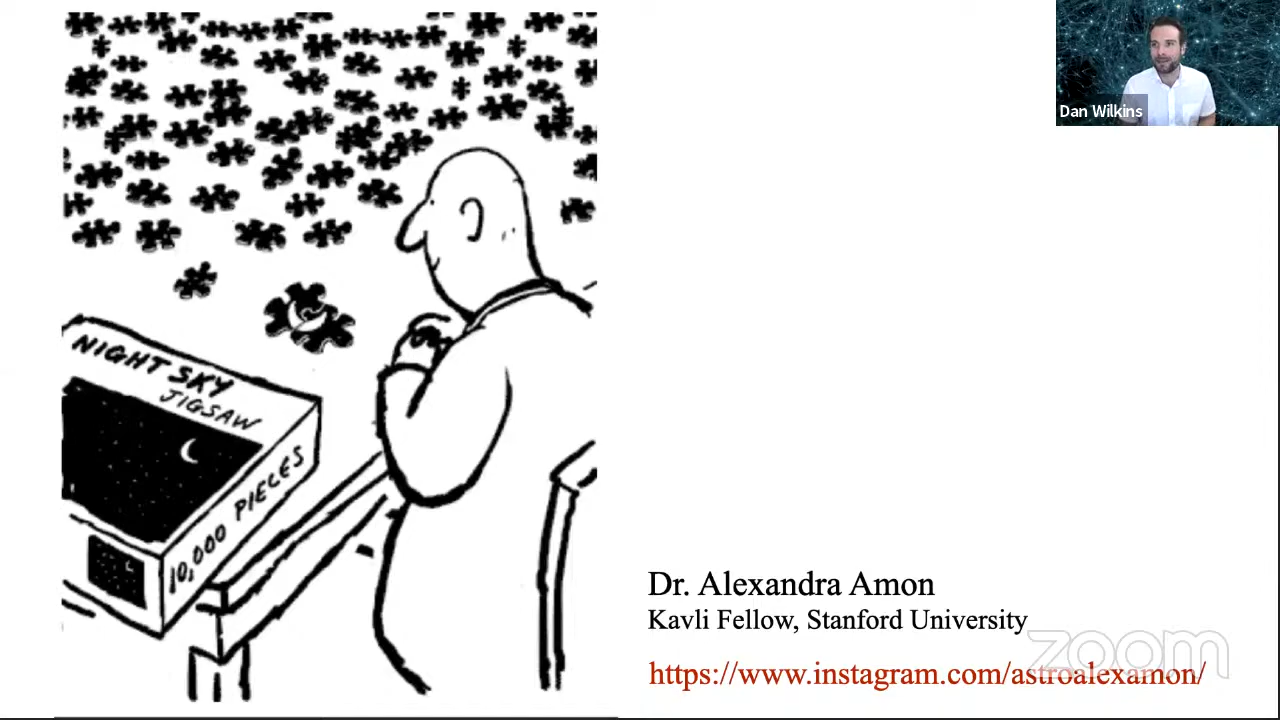 Dan Wilkins
NIGHT SKY
JIGSAW
10,000 PIECES
Dr. Alexandra Amon
Kavli Fellow, Stanford University
https://www.instagram.com/astroalexamon/
zoom